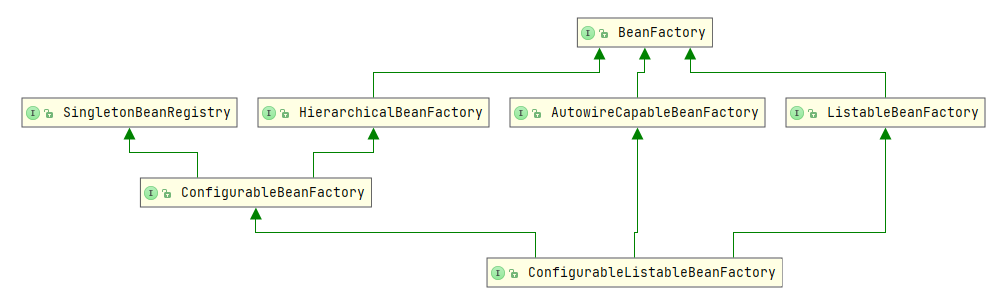 I BeanFactory
I SingletonBeanRegistry
I HierarchicalBeanFactory
I AutowireCapableBeanFactory
I ListableBeanFactory
I ConfigurableBeanFactory
I ConfigurableListableBeanFactory